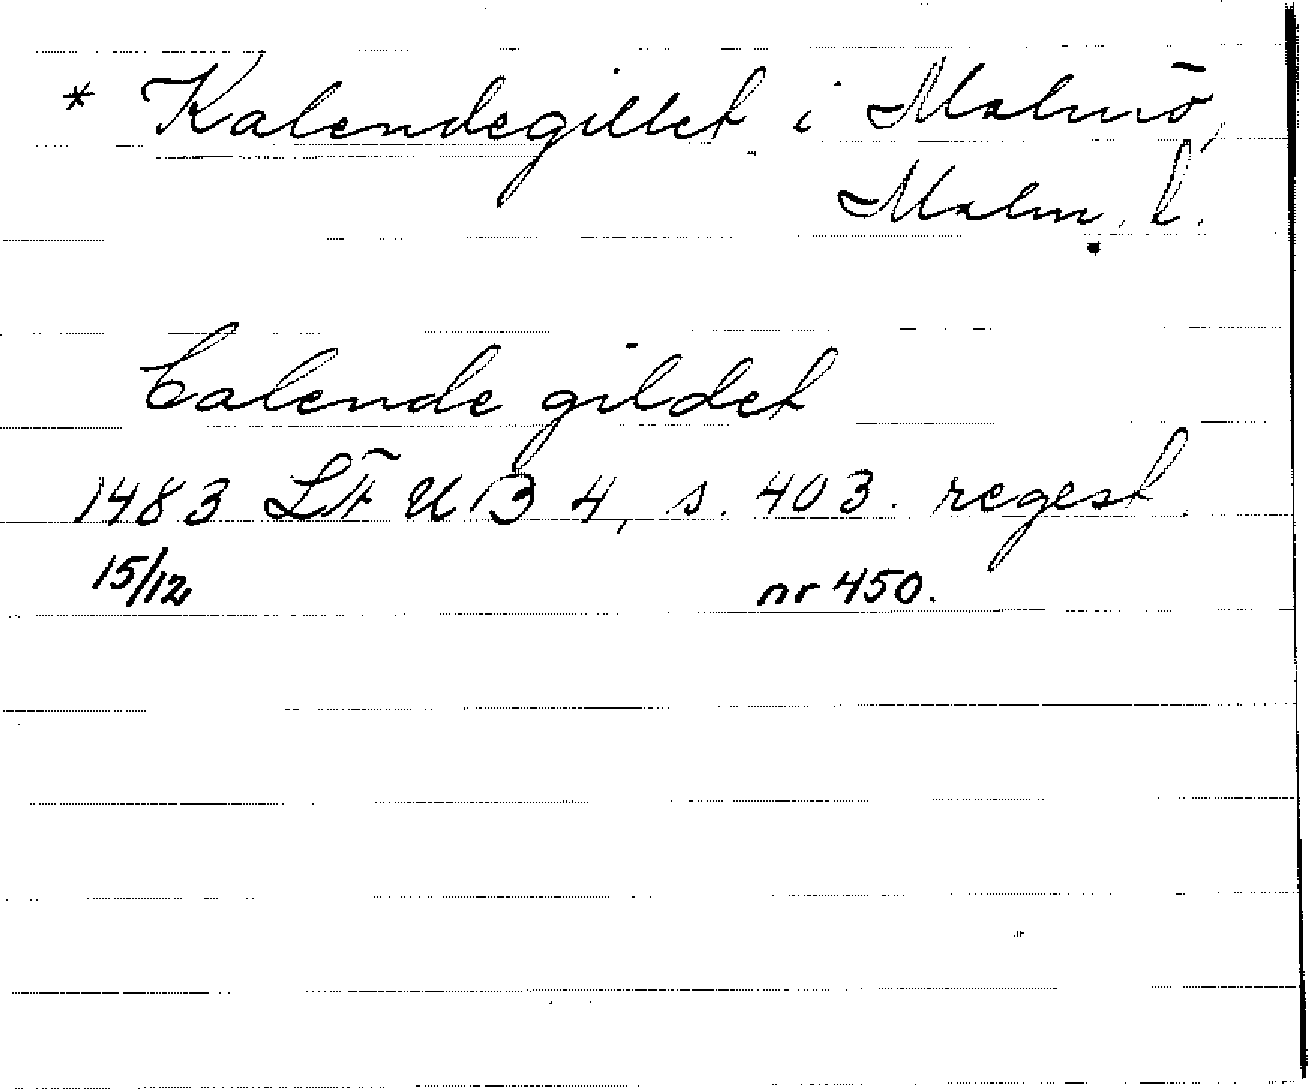 * Kalendegillet i Malmö,
Malm. l.
Calende gildet
1483 LFUB 4, s. 403. regest
15/12 nr 450.